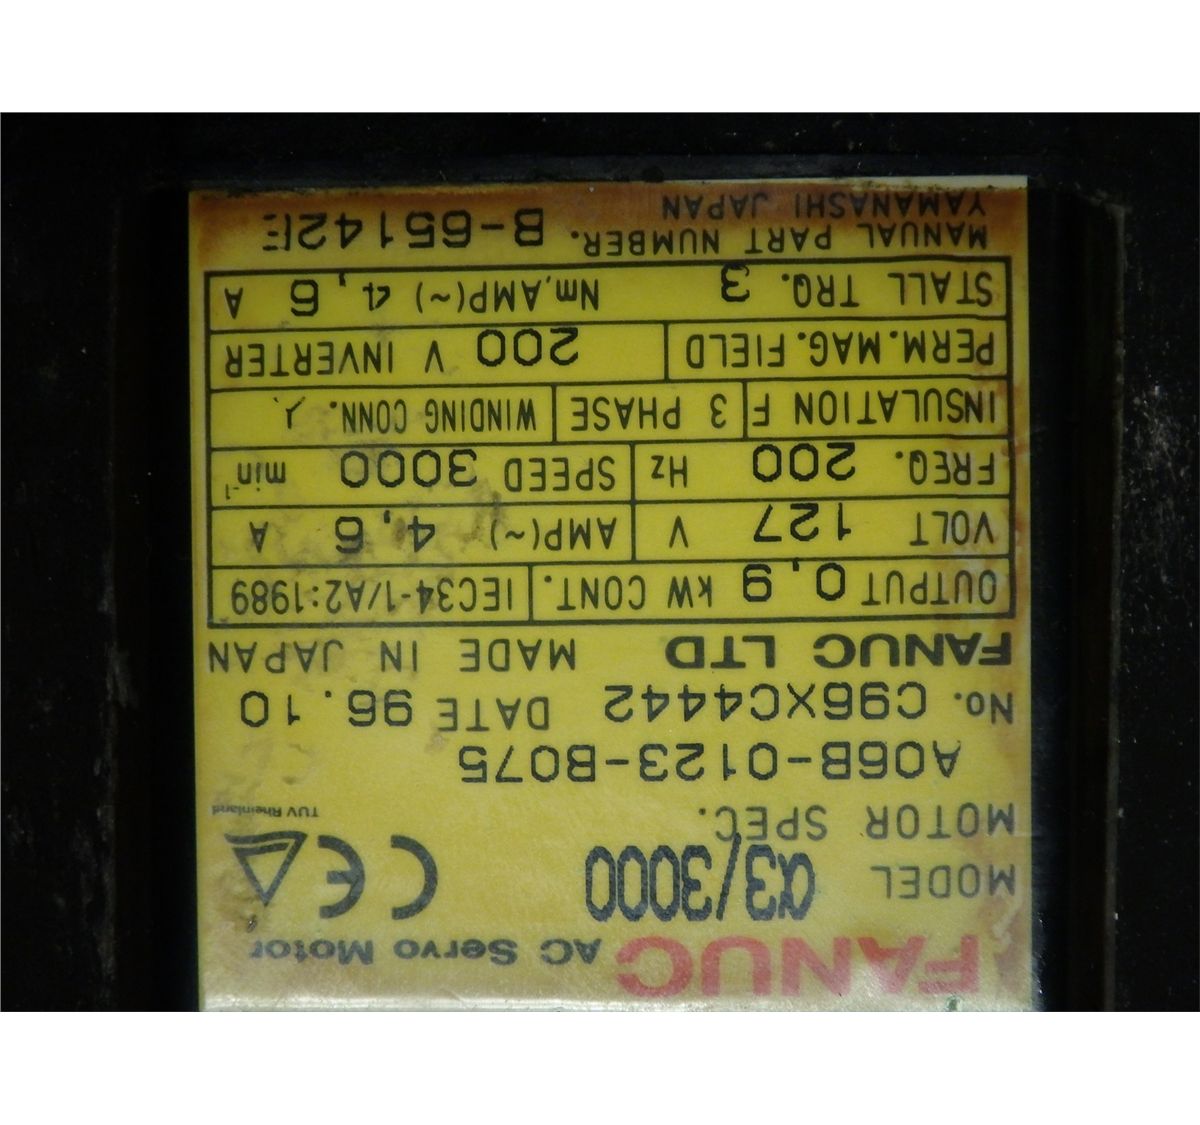 FANUC AC Servo Motor
MODEL α3/3000
MOTOR SPEC.
TUV Rheinland
A06B-0123-B075
No. C96XC4442 DATE 96.10
FANUC LTD MADE IN JAPAN
OUTPUT 0,9 kW CONT. IEC34-1/A2:1989
VOLT 127 V AMP(~) 4,6 A
FREQ. 200 Hz SPEED 3000 min⁻¹
INSULATION F 3 PHASE WINDING CONN.
PERM.MAG.FIELD 200 V INVERTER
STALL TRQ. 3 Nm,AMP(~) 4,6 A
MANUAL PART NUMBER. B-65142E
YAMANASHI JAPAN